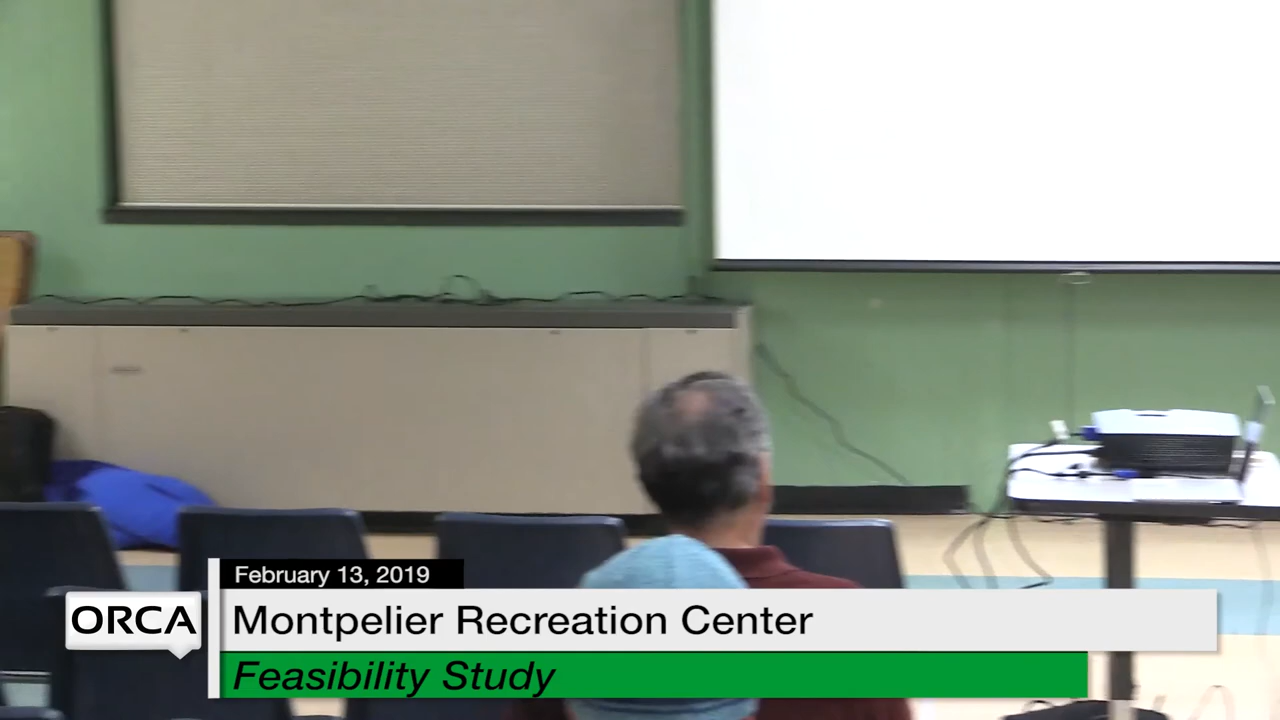 February 13, 2019
ORCA
Montpelier Recreation Center
Feasibility Study